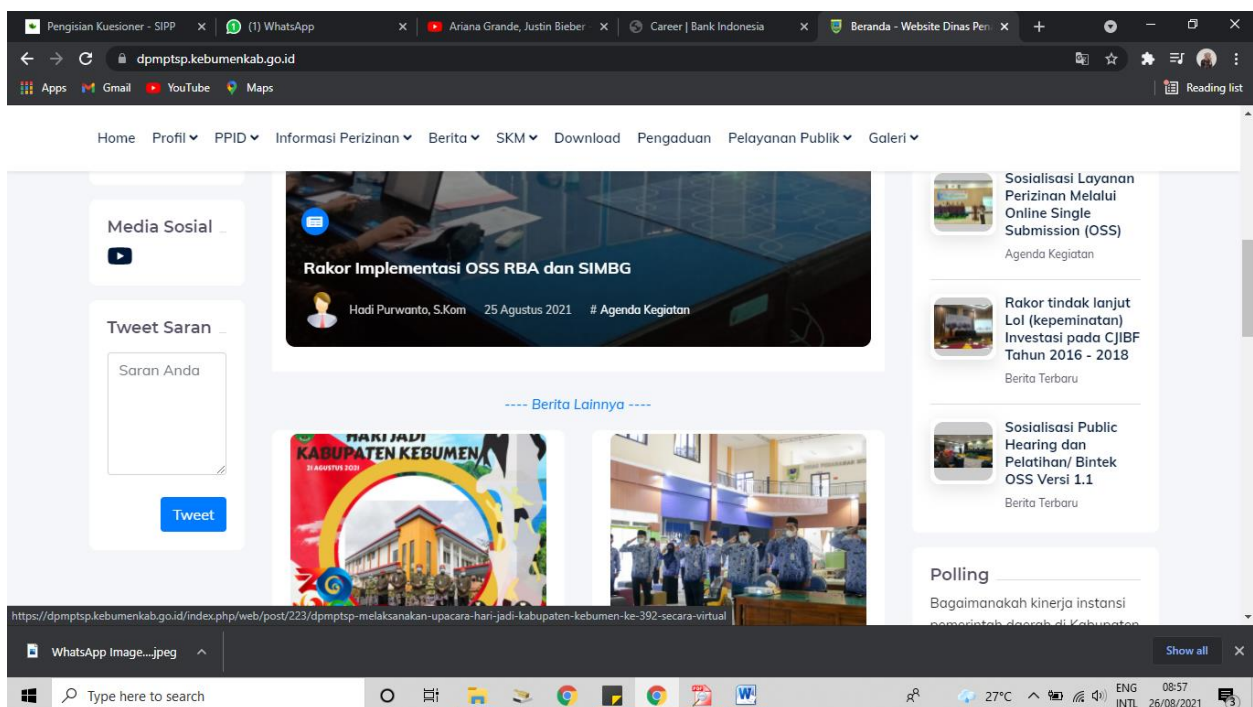 Pengisian Kuesioner - SIPP
(1) WhatsApp
Ariana Grande, Justin Bieber
Career | Bank Indonesia
Beranda - Website Dinas Pen
dpmptsp.kebumenkab.go.id
Apps Gmail YouTube Maps Reading list
Home Profil PPID Informasi Perizinan Berita SKM Download Pengaduan Pelayanan Publik Galeri
Media Sosial
Tweet Saran
Saran Anda
Tweet
Rakor Implementasi OSS RBA dan SIMBG
Hadi Purwanto, S.Kom 25 Agustus 2021 # Agenda Kegiatan
---- Berita Lainnya ----
HARI JADI
KABUPATEN KEBUMEN
21 AGUSTUS 2021
Sosialisasi Layanan
Perizinan Melalui
Online Single
Submission (OSS)
Agenda Kegiatan
Rakor tindak lanjut
LoI (kepeminatan)
Investasi pada CJIBF
Tahun 2016 - 2018
Berita Terbaru
Sosialisasi Public
Hearing dan
Pelatihan/ Bintek
OSS Versi 1.1
Berita Terbaru
Polling
Bagaimanakah kinerja instansi
pemerintah daerah di Kabupaten
https://dpmptsp.kebumenkab.go.id/index.php/web/post/223/dpmptsp-melaksanakan-upacara-hari-jadi-kabupaten-kebumen-ke-392-secara-virtual
WhatsApp Image....jpeg
Show all
Type here to search
27°C
ENG
INTL
08:57
26/08/2021
3